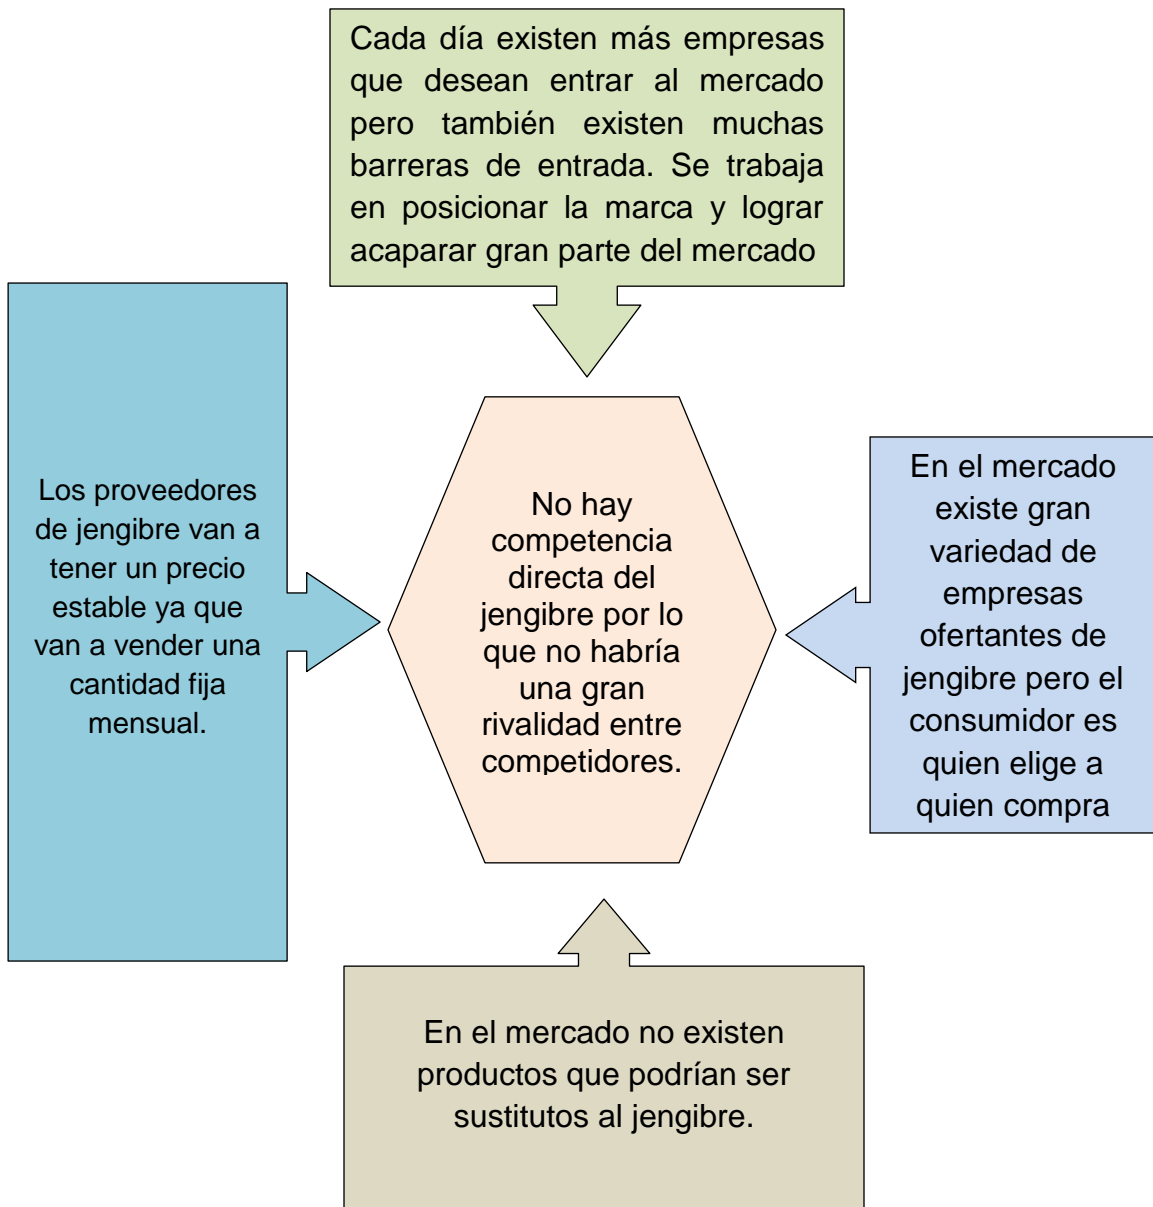 Cada día existen más empresas
que desean entrar al mercado
pero también existen muchas
barreras de entrada. Se trabaja
en posicionar la marca y lograr
acaparar gran parte del mercado
Los proveedores
de jengibre van a
tener un precio
estable ya que
van a vender una
cantidad fija
mensual.
No hay
competencia
directa del
jengibre por lo
que no habría
una gran
rivalidad entre
competidores.
En el mercado
existe gran
variedad de
empresas
ofertantes de
jengibre pero el
consumidor es
quien elige a
quien compra
En el mercado no existen
productos que podrían ser
sustitutos al jengibre.